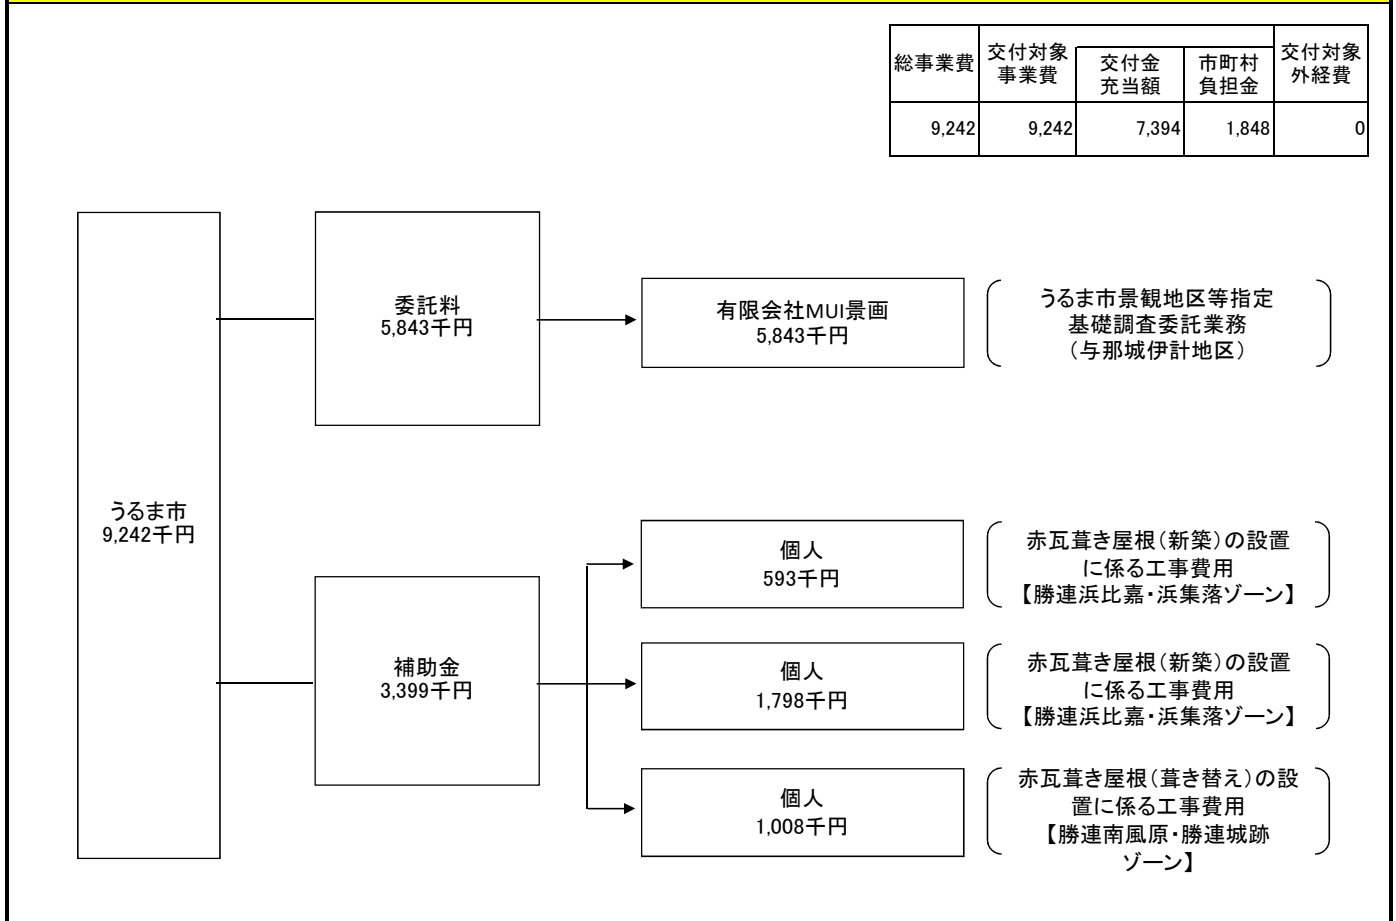 総事業費
交付対象
事業費
交付金
充当額
市町村
負担金
交付対象
外経費
9,242
9,242
7,394
1,848
0
うるま市
9,242千円
委託料
5,843千円
有限会社MUI景画
5,843千円
うるま市景観地区等指定
基礎調査委託業務
(与那城伊計地区)
補助金
3,399千円
個人
593千円
赤瓦葺き屋根(新築)の設置
に係る工事費用
【勝連浜比嘉・浜集落ゾーン】
個人
1,798千円
赤瓦葺き屋根(新築)の設置
に係る工事費用
【勝連浜比嘉・浜集落ゾーン】
個人
1,008千円
赤瓦葺き屋根(葺き替え)の設
置に係る工事費用
【勝連南風原・勝連城跡
ゾーン】